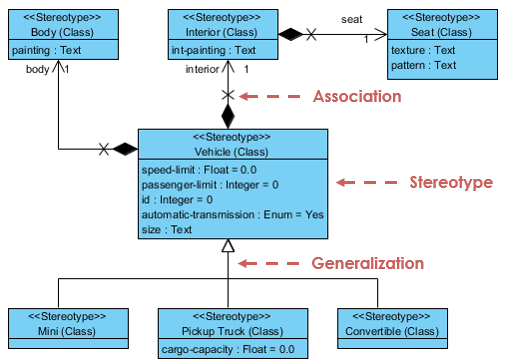 <<Stereotype>>
Body (Class)
painting : Text
<<Stereotype>>
Interior (Class)
int-painting : Text
seat
1
<<Stereotype>>
Seat (Class)
texture : Text
pattern : Text
body 1
interior 1
Association
<<Stereotype>>
Vehicle (Class)
speed-limit : Float = 0.0
passenger-limit : Integer = 0
id : Integer = 0
automatic-transmission : Enum = Yes
size : Text
Stereotype
Generalization
<<Stereotype>>
Mini (Class)
<<Stereotype>>
Pickup Truck (Class)
cargo-capacity : Float = 0.0
<<Stereotype>>
Convertible (Class)